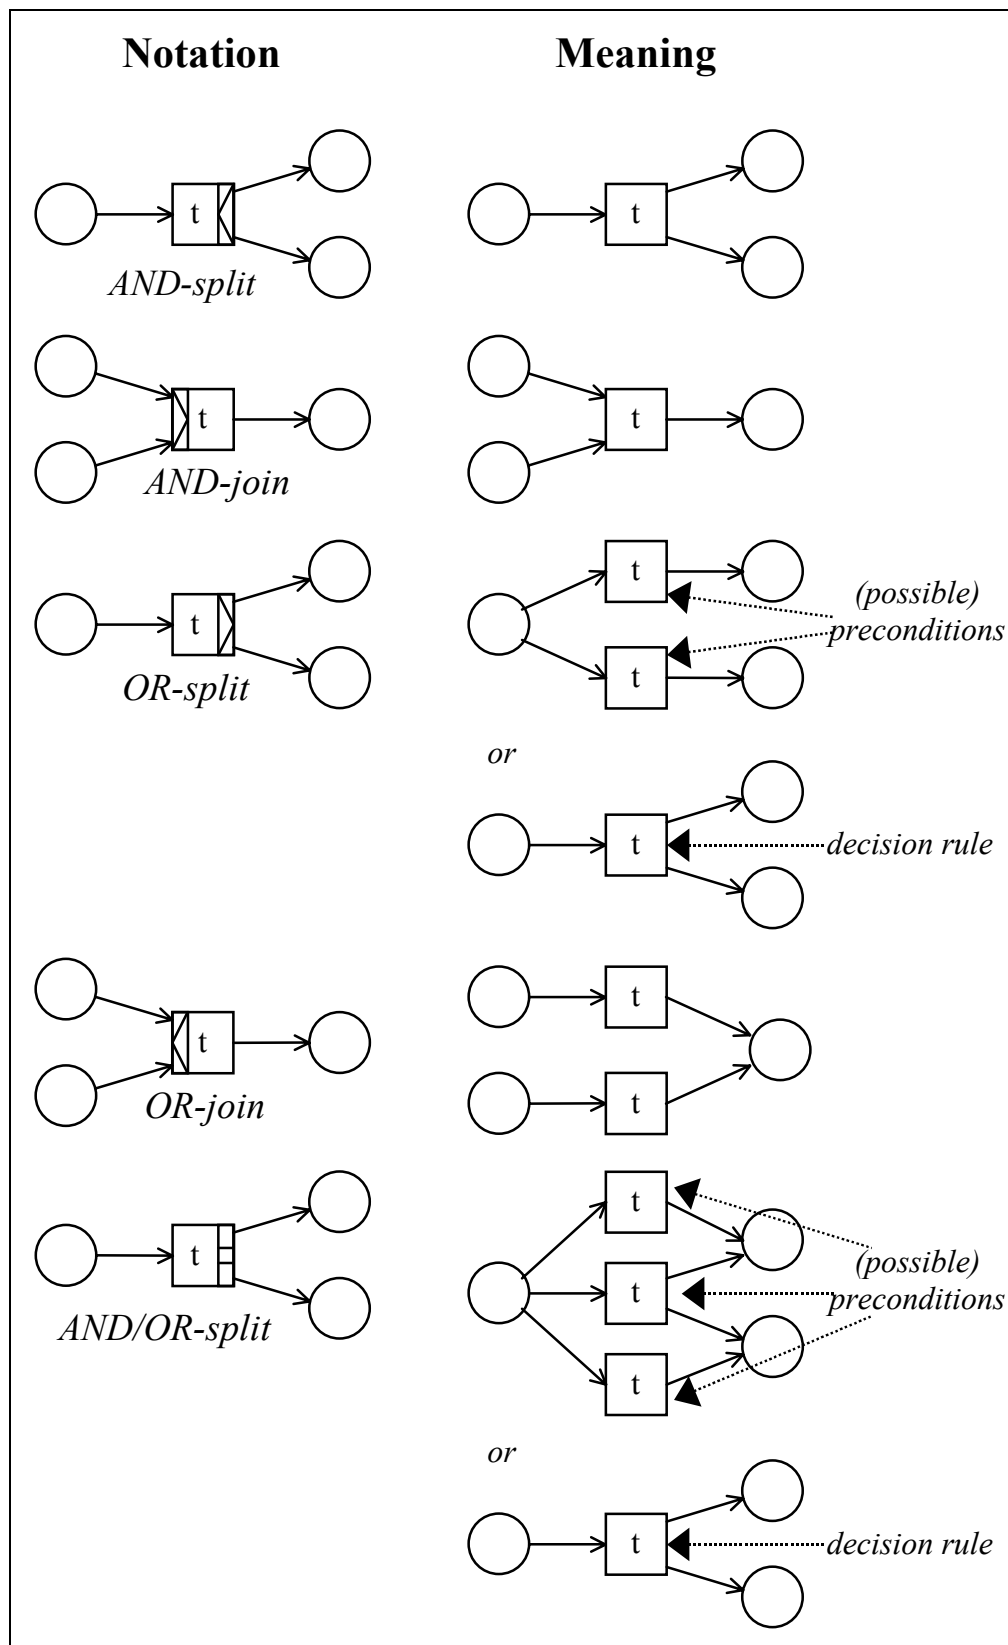 Notation
Meaning
t
t
AND-split
t
t
AND-join
t
t
(possible)
preconditions
t
OR-split
or
t
decision rule
t
t
t
OR-join
t
t
t
(possible)
preconditions
AND/OR-split
t
or
t
decision rule